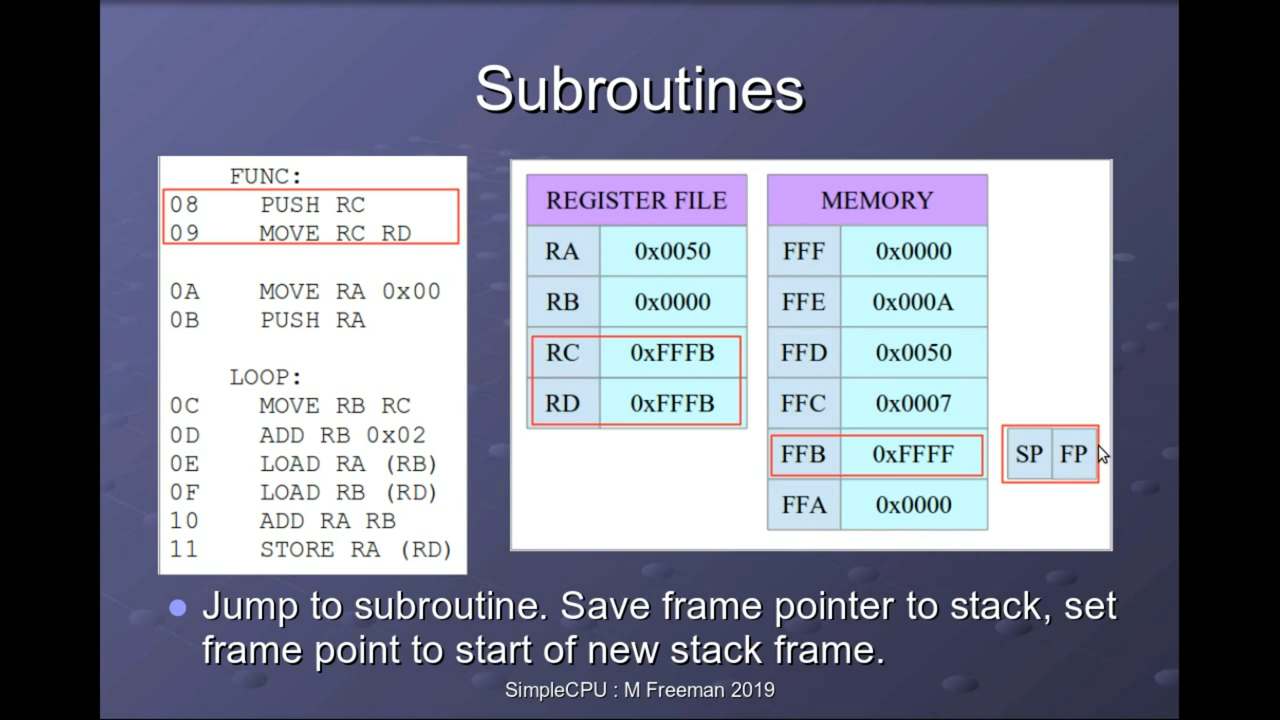 Subroutines
FUNC:
08 PUSH RC
09 MOVE RC RD
0A MOVE RA 0x00
0B PUSH RA
LOOP:
0C MOVE RB RC
0D ADD RB 0x02
0E LOAD RA (RB)
0F LOAD RB (RD)
10 ADD RA RB
11 STORE RA (RD)
REGISTER FILE
RA 0x0050
RB 0x0000
RC 0xFFFB
RD 0xFFFB
MEMORY
FFF 0x0000
FFE 0x000A
FFD 0x0050
FFC 0x0007
FFB 0xFFFF
FFA 0x0000
SP FP
Jump to subroutine. Save frame pointer to stack, set
frame point to start of new stack frame.
SimpleCPU : M Freeman 2019